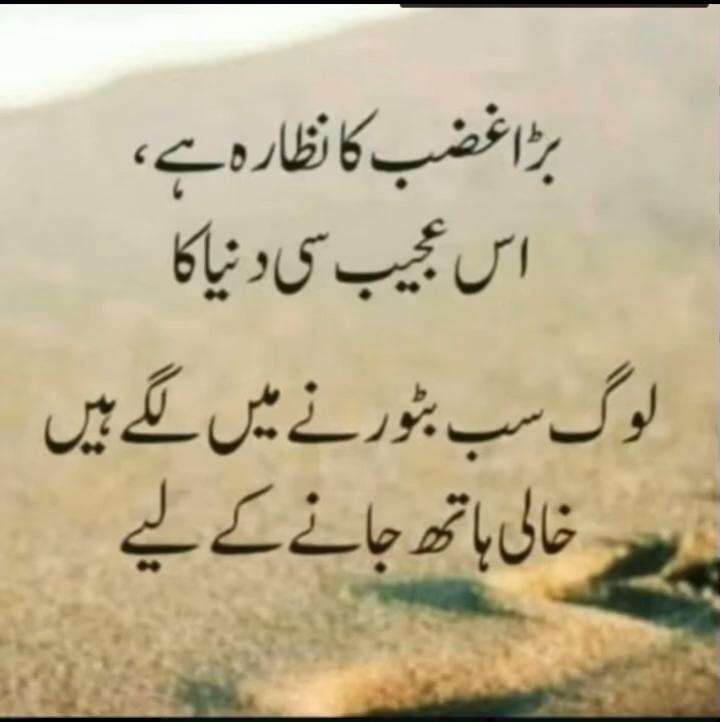 بڑا غضب کا نظارہ ہے،
اس عجیب سی دنیا کا
لوگ سب بٹورنے میں لگے ہیں
خالی ہاتھ جانے کے لیے